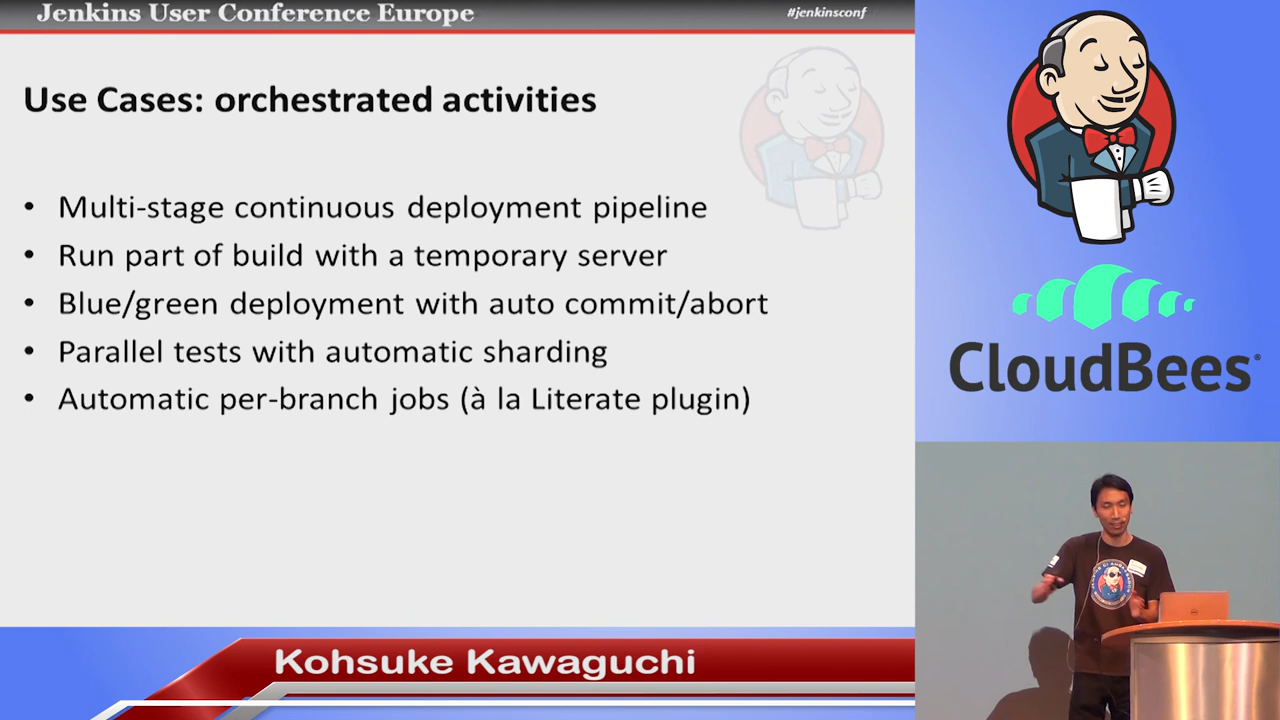 Jenkins User Conference Europe
#jenkinsconf
Use Cases: orchestrated activities
• Multi-stage continuous deployment pipeline
• Run part of build with a temporary server
• Blue/green deployment with auto commit/abort
• Parallel tests with automatic sharding
• Automatic per-branch jobs (à la Literate plugin)
CloudBees®
Kohsuke Kawaguchi